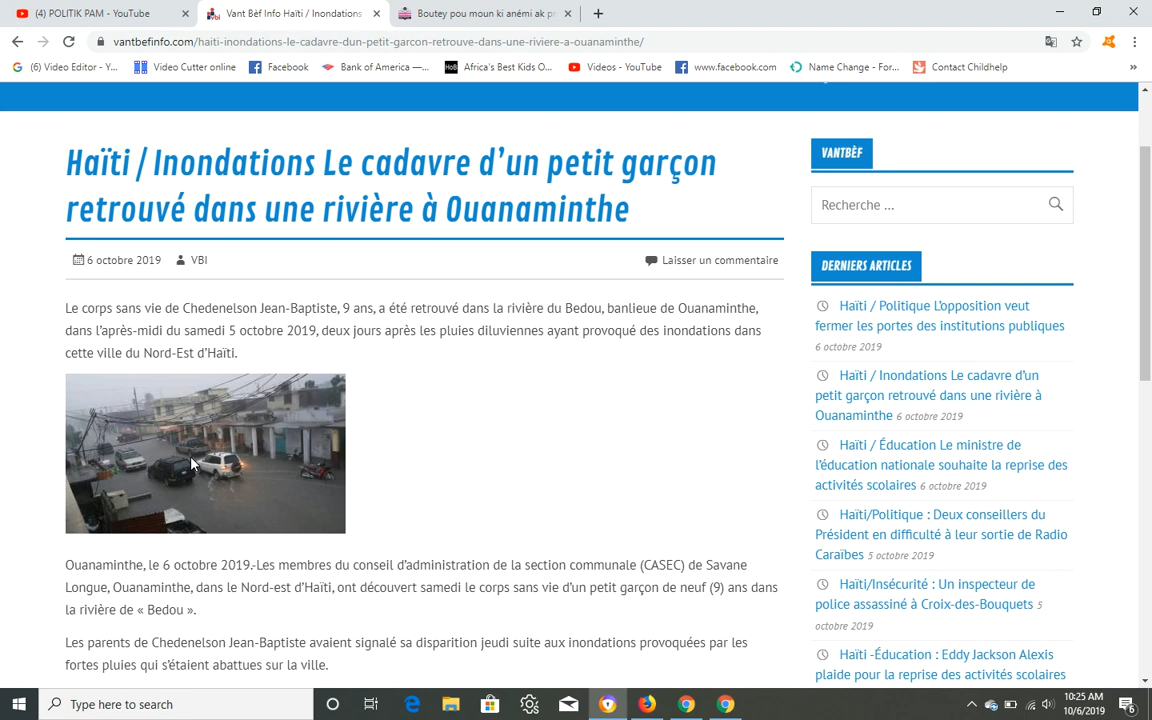 (4) POLITIK PAM - YouTube
Vant Bèf Info Haïti / Inondations
Boutey pou moun ki anémi ak pr
vantbefinfo.com/haiti-inondations-le-cadavre-dun-petit-garcon-retrouve-dans-une-riviere-a-ouanaminthe/
(6) Video Editor - Y...
Video Cutter online
Facebook
Bank of America —...
Africa's Best Kids O...
Videos - YouTube
www.facebook.com
Name Change - For...
Contact Childhelp
Haïti / Inondations Le cadavre d'un petit garçon
retrouvé dans une rivière à Ouanaminthe
6 octobre 2019 VBI Laisser un commentaire
Le corps sans vie de Chedenelson Jean-Baptiste, 9 ans, a été retrouvé dans la rivière du Bedou, banlieue de Ouanaminthe,
dans l'après-midi du samedi 5 octobre 2019, deux jours après les pluies diluviennes ayant provoqué des inondations dans
cette ville du Nord-Est d'Haïti.
Ouanaminthe, le 6 octobre 2019.-Les membres du conseil d'administration de la section communale (CASEC) de Savane
Longue, Ouanaminthe, dans le Nord-est d'Haïti, ont découvert samedi le corps sans vie d'un petit garçon de neuf (9) ans dans
la rivière de « Bedou ».
Les parents de Chedenelson Jean-Baptiste avaient signalé sa disparition jeudi suite aux inondations provoquées par les
fortes pluies qui s'étaient abattues sur la ville.
VANTBÈF
Recherche ...
DERNIERS ARTICLES
Haïti / Politique L'opposition veut
fermer les portes des institutions publiques
6 octobre 2019
Haïti / Inondations Le cadavre d'un
petit garçon retrouvé dans une rivière à
Ouanaminthe 6 octobre 2019
Haïti / Éducation Le ministre de
l'éducation nationale souhaite la reprise des
activités scolaires 6 octobre 2019
Haïti/Politique : Deux conseillers du
Président en difficulté à leur sortie de Radio
Caraïbes 5 octobre 2019
Haïti/Insécurité : Un inspecteur de
police assassiné à Croix-des-Bouquets 5
octobre 2019
Haïti -Éducation : Eddy Jackson Alexis
plaide pour la reprise des activités scolaires
Type here to search
10:25 AM
10/6/2019
6